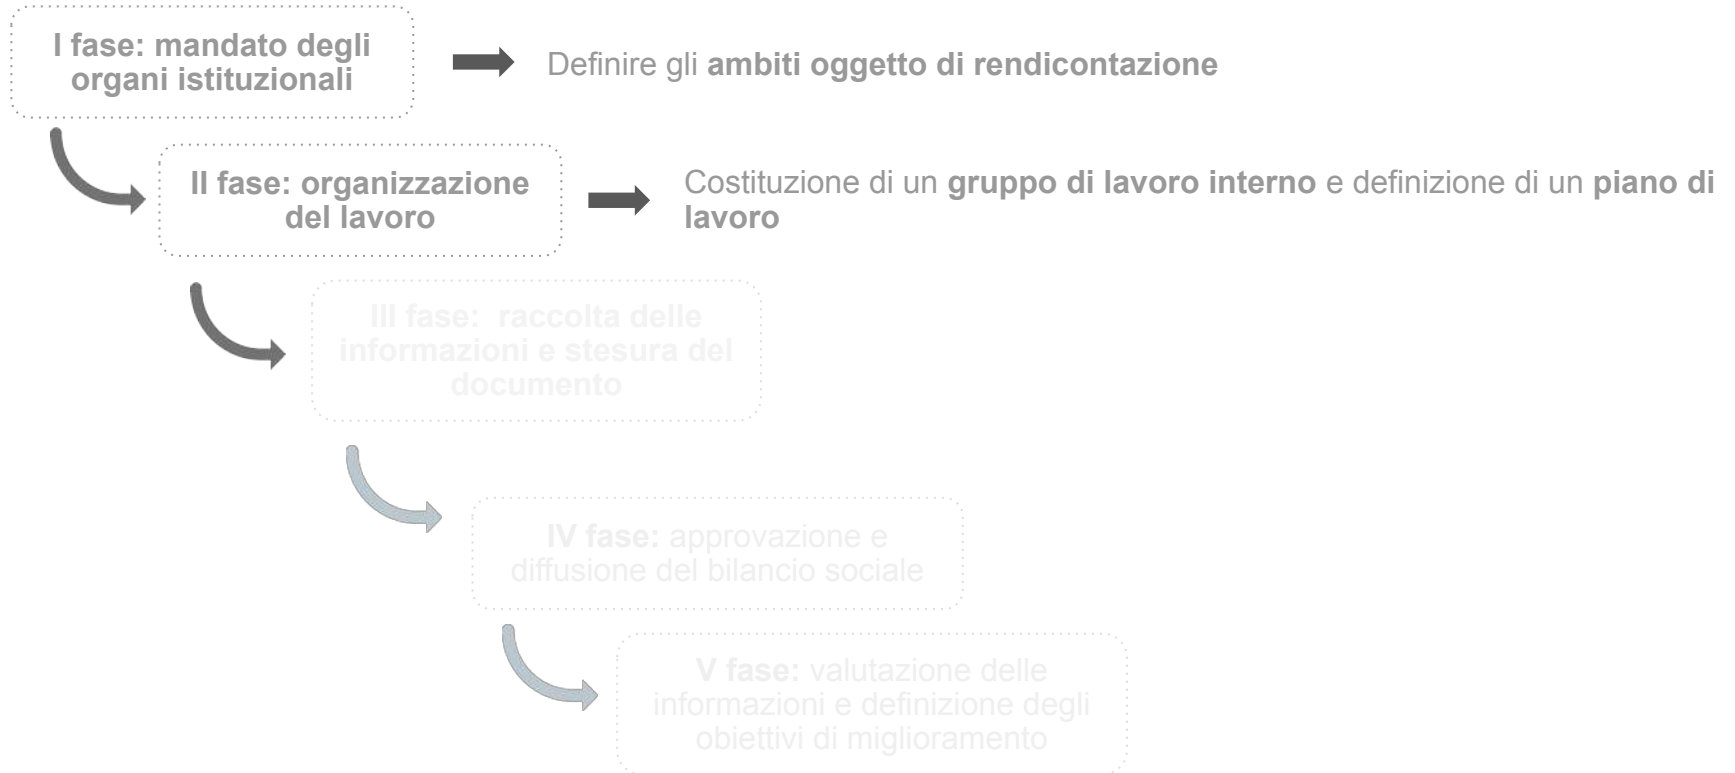 I fase: mandato degli
organi istituzionali
Definire gli ambiti oggetto di rendicontazione
II fase: organizzazione
del lavoro
Costituzione di un gruppo di lavoro interno e definizione di un piano di
lavoro
III fase:  raccolta delle
informazioni e stesura del
documento
IV fase: approvazione e
diffusione del bilancio sociale
V fase: valutazione delle
informazioni e definizione degli
obiettivi di miglioramento